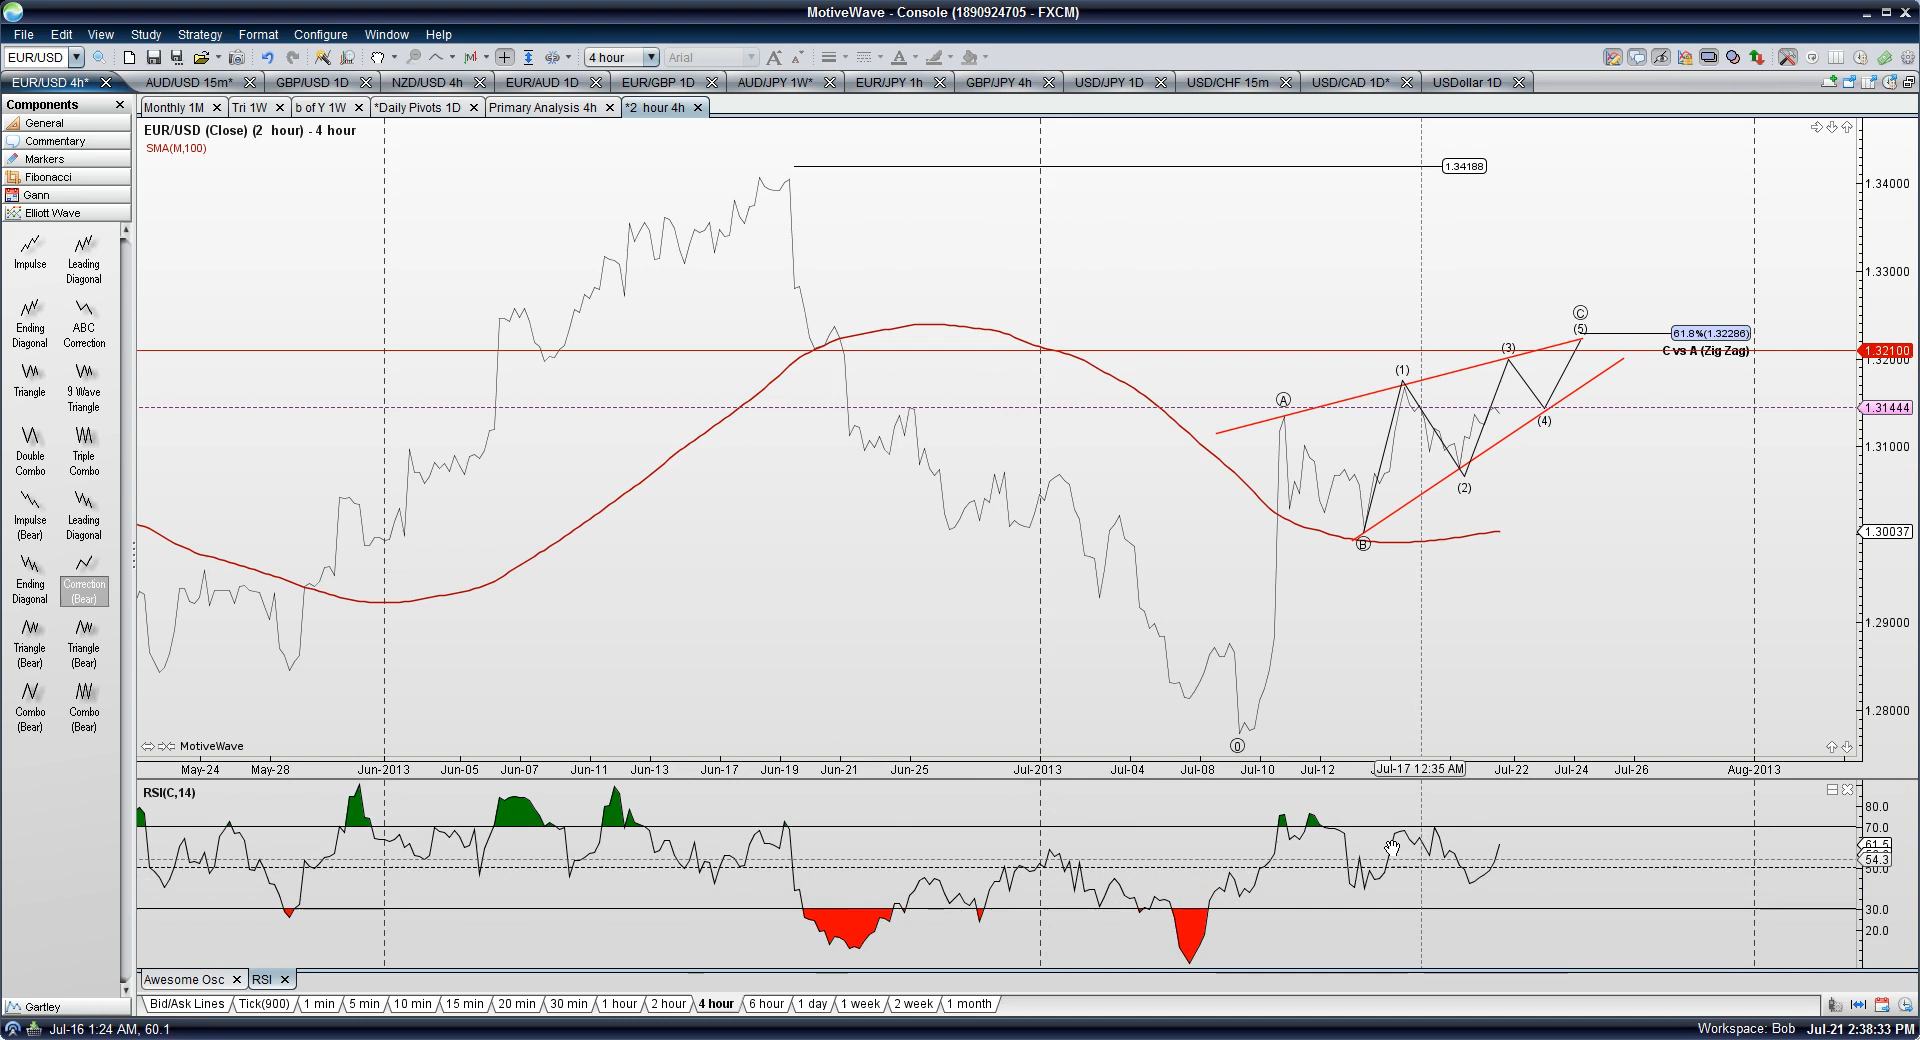 MotiveWave - Console (1890924705 - FXCM)
File Edit View Study Strategy Format Configure Window Help
EUR/USD 4 hour Arial
EUR/USD 4h* AUD/USD 15m* GBP/USD 1D NZD/USD 4h EUR/AUD 1D EUR/GBP 1D AUD/JPY 1W* EUR/JPY 1h GBP/JPY 4h USD/JPY 1D USD/CHF 15m USD/CAD 1D* USDollar 1D
Components
Monthly 1M Tri 1W b of Y 1W *Daily Pivots 1D Primary Analysis 4h *2 hour 4h
General
Commentary
Markers
Fibonacci
Gann
Elliott Wave
Impulse Leading Diagonal
Ending Diagonal ABC Correction
Triangle 9 Wave Triangle
Double Combo Triple Combo
Impulse (Bear) Leading Diagonal
Ending Diagonal Correction (Bear)
Triangle (Bear) Triangle (Bear)
Combo (Bear) Combo (Bear)
Gartley
EUR/USD (Close) (2 hour) - 4 hour
SMA(M,100)
1.34188
1.34000
1.33000
C
(5)
61.8%(1.32286)
C vs A (Zig Zag)
(3)
1.32100
1.32000
(1)
A
1.31444
(4)
1.31000
(2)
1.30037
B
1.29000
1.28000
0
MotiveWave
May-24 May-28 Jun-2013 Jun-05 Jun-07 Jun-11 Jun-13 Jun-17 Jun-19 Jun-21 Jun-25 Jul-2013 Jul-04 Jul-08 Jul-10 Jul-12 Jul-17 12:35 AM Jul-22 Jul-24 Jul-26 Aug-2013
RSI(C,14)
80.0
70.0
61.5
54.3
50.0
30.0
20.0
Awesome Osc RSI
Bid/Ask Lines Tick(900) 1 min 5 min 10 min 15 min 20 min 30 min 1 hour 2 hour 4 hour 6 hour 1 day 1 week 2 week 1 month
Jul-16 1:24 AM, 60.1
Workspace: Bob Jul-21 2:38:33 PM